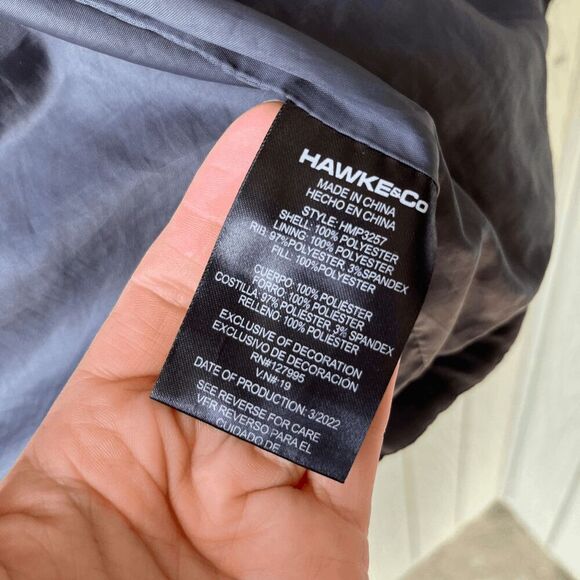 HAWKE&Co
MADE IN CHINA
HECHO EN CHINA
STYLE: HMP3257
SHELL: 100% POLYESTER
LINING: 100% POLYESTER
RIB: 97%POLYESTER, 3%SPANDEX
FILL: 100%POLYESTER
CUERPO: 100% POLIÉSTER
FORRO: 100% POLIÉSTER
COSTILLA: 97% POLIÉSTER, 3% SPANDEX
RELLENO: 100% POLIÉSTER
EXCLUSIVE OF DECORATION
EXCLUSIVO DE DECORACIÓN
RN#127995
V.N#·19
DATE OF PRODUCTION: 3/2022
SEE REVERSE FOR CARE
VER REVERSO PARA EL
CUIDADO DE